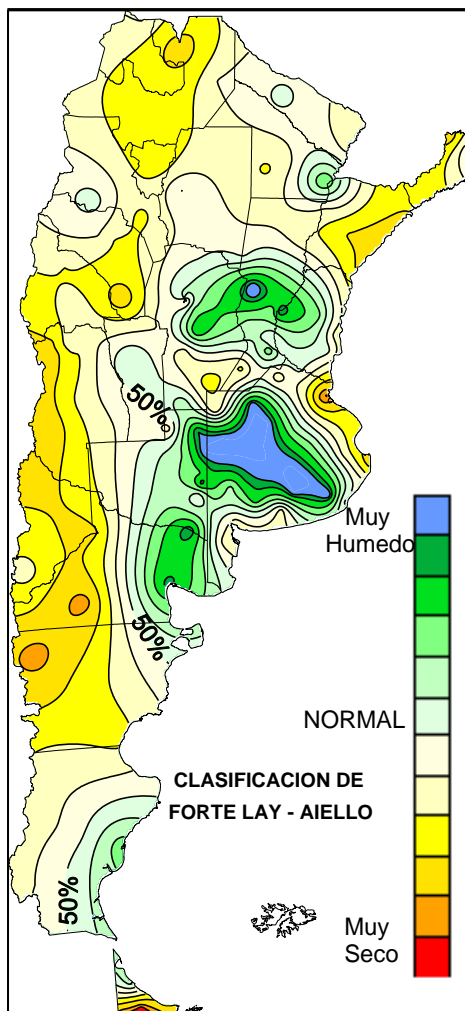 50%
Muy
Humedo
50%
NORMAL
CLASIFICACION DE
FORTE LAY - AIELLO
50%
Muy
Seco